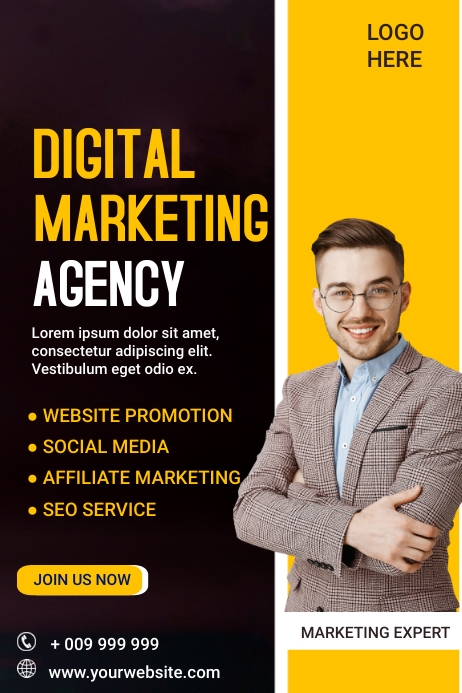 LOGO
HERE
DIGITAL
MARKETING
AGENCY
Lorem ipsum dolor sit amet,
consectetur adipiscing elit.
Vestibulum eget odio ex.
● WEBSITE PROMOTION
● SOCIAL MEDIA
● AFFILIATE MARKETING
● SEO SERVICE
JOIN US NOW
+ 009 999 999
www.yourwebsite.com
MARKETING EXPERT